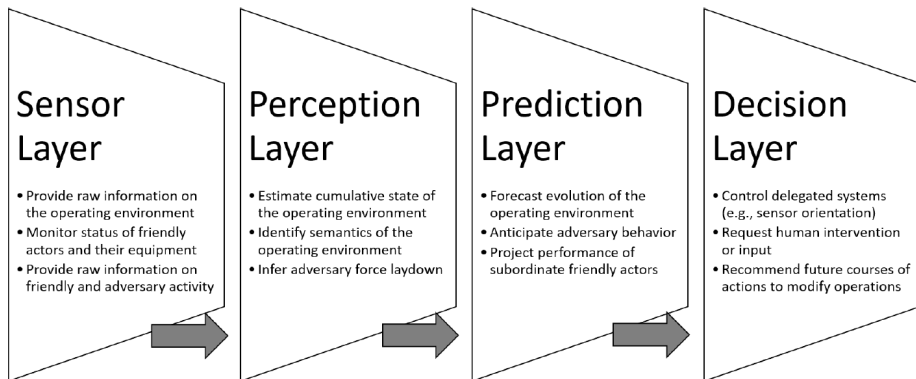 Sensor
Layer
• Provide raw information on
the operating environment
• Monitor status of friendly
actors and their equipment
• Provide raw information on
friendly and adversary activity
Perception
Layer
• Estimate cumulative state of
the operating environment
• Identify semantics of the
operating environment
• Infer adversary force laydown
Prediction
Layer
• Forecast evolution of the
operating environment
• Anticipate adversary behavior
• Project performance of
subordinate friendly actors
Decision
Layer
• Control delegated systems
(e.g., sensor orientation)
• Request human intervention
or input
• Recommend future courses of
actions to modify operations